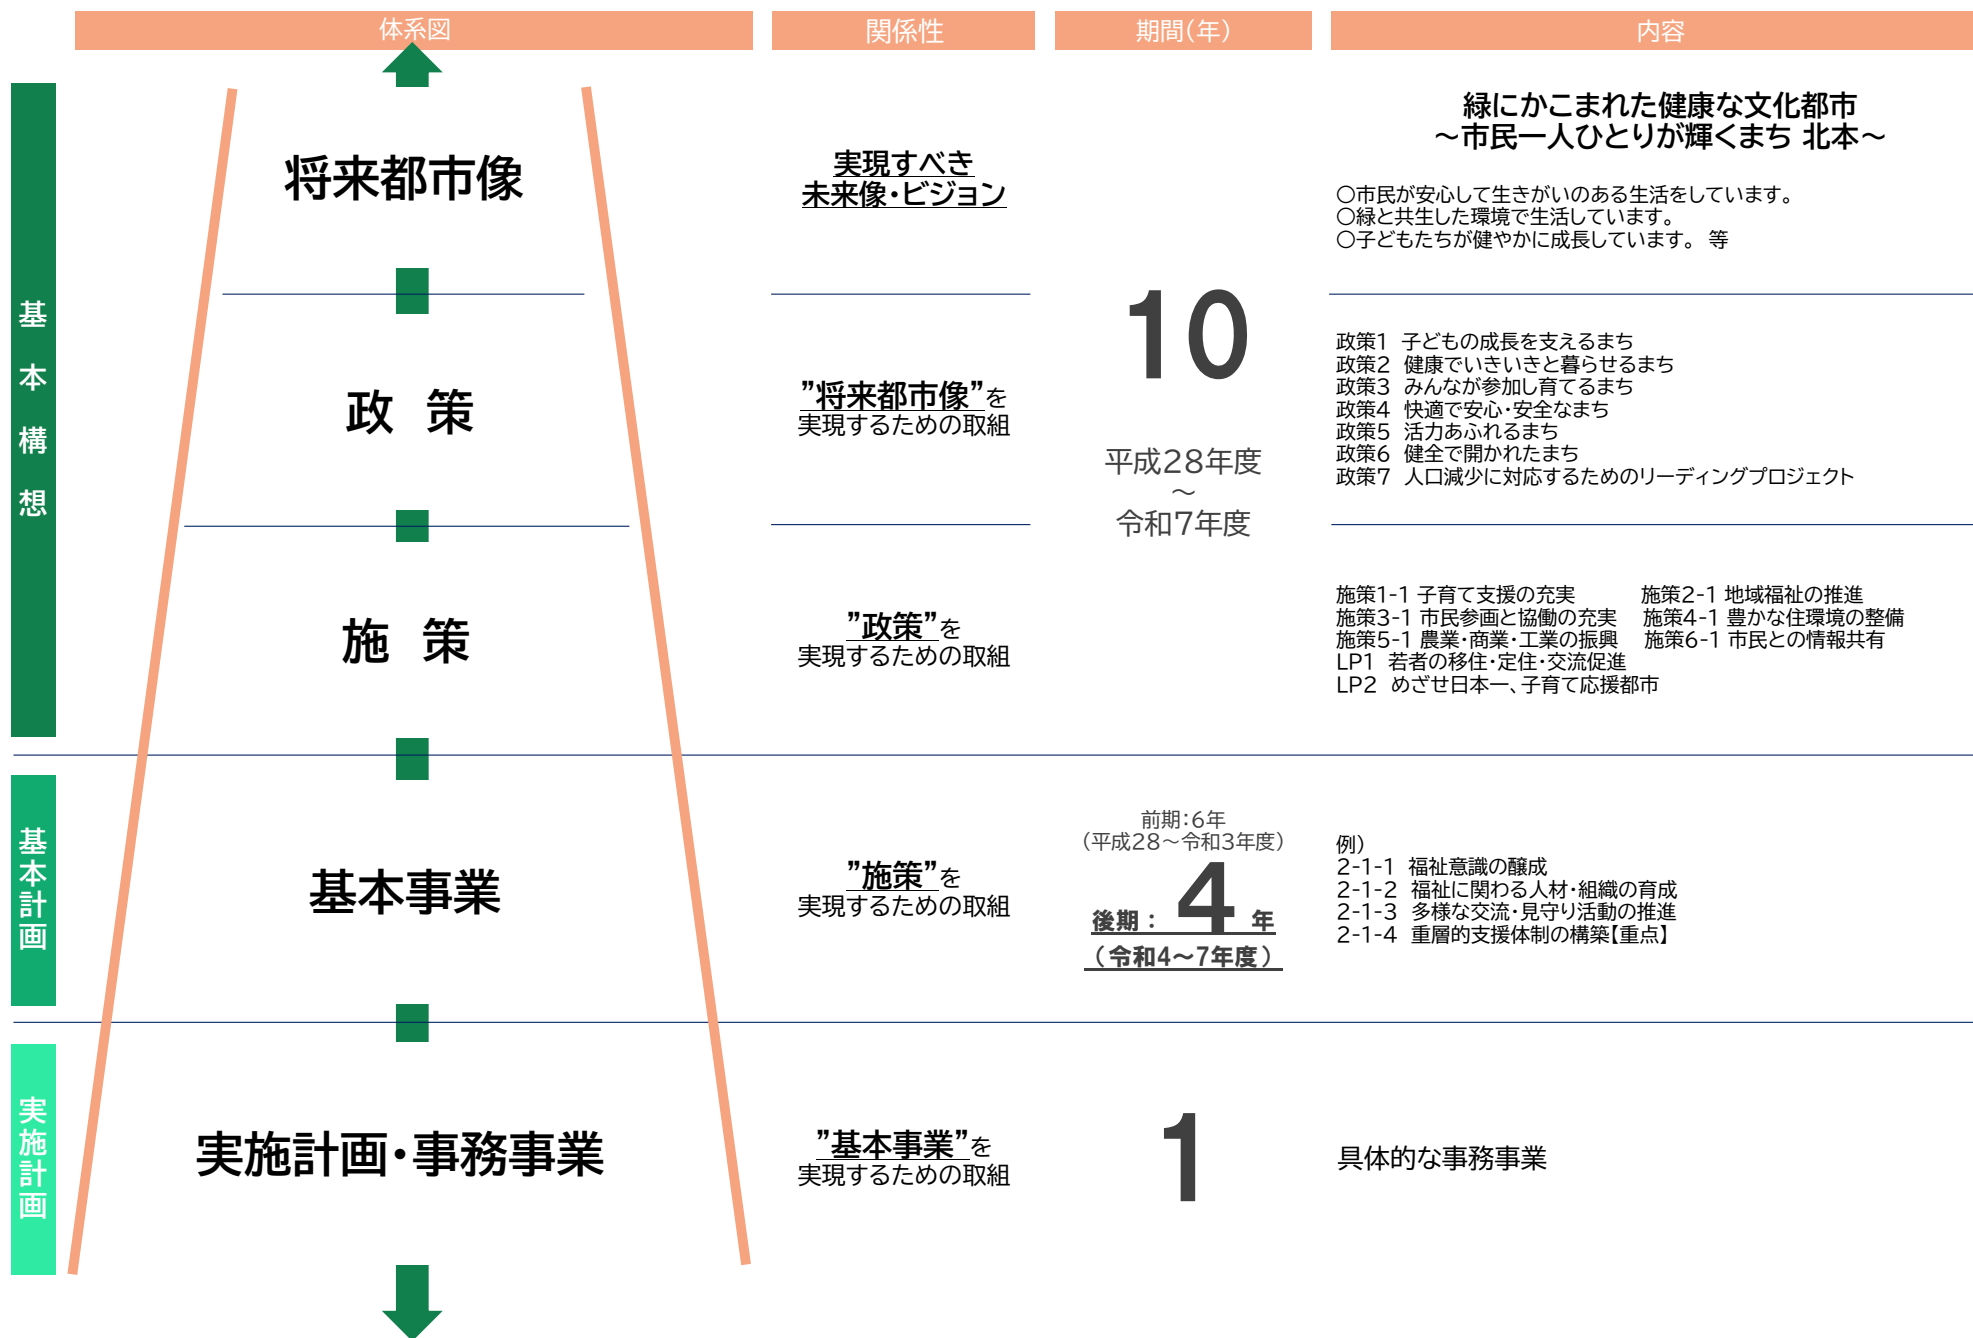 体系図
関係性
期間(年)
内容
基本構想
将来都市像
実現すべき
未来像・ビジョン
緑にかこまれた健康な文化都市
～市民一人ひとりが輝くまち 北本～
○市民が安心して生きがいのある生活をしています。
○緑と共生した環境で生活しています。
○子どもたちが健やかに成長しています。 等
10
平成28年度
～
令和7年度
政 策
”将来都市像”を
実現するための取組
政策1 子どもの成長を支えるまち
政策2 健康でいきいきと暮らせるまち
政策3 みんなが参加し育てるまち
政策4 快適で安心・安全なまち
政策5 活力あふれるまち
政策6 健全で開かれたまち
政策7 人口減少に対応するためのリーディングプロジェクト
施 策
”政策”を
実現するための取組
施策1-1 子育て支援の充実 施策2-1 地域福祉の推進
施策3-1 市民参画と協働の充実 施策4-1 豊かな住環境の整備
施策5-1 農業・商業・工業の振興 施策6-1 市民との情報共有
LP1 若者の移住・定住・交流促進
LP2 めざせ日本一、子育て応援都市
基本計画
基本事業
”施策”を
実現するための取組
前期：6年
（平成28～令和3年度）
後期： 4 年
（令和4～7年度）
例）
2-1-1 福祉意識の醸成
2-1-2 福祉に関わる人材・組織の育成
2-1-3 多様な交流・見守り活動の推進
2-1-4 重層的支援体制の構築【重点】
実施計画
実施計画・事務事業
”基本事業”を
実現するための取組
1
具体的な事務事業